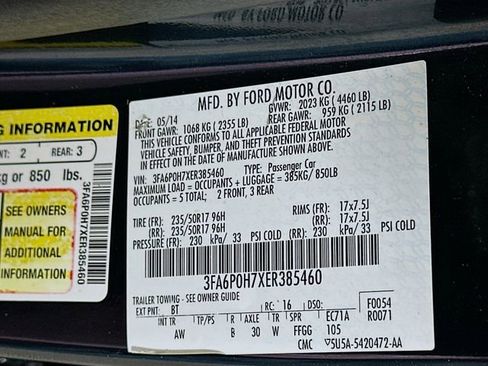 MFD. BY FORD MOTOR CO.
DATE: 05/14
GVWR: 2023 KG (4460 LB)
FRONT GAWR: 1068 KG (2355 LB)
REAR GAWR: 959 KG (2115 LB)
THIS VEHICLE CONFORMS TO ALL APPLICABLE FEDERAL MOTOR
VEHICLE SAFETY, BUMPER, AND THEFT PREVENTION STANDARDS
IN EFFECT ON THE DATE OF MANUFACTURE SHOWN ABOVE.
VIN: 3FA6P0H7XER385460
TYPE: Passenger Car
MAXIMUM LOAD = OCCUPANTS + LUGGAGE = 385KG/850LB
OCCUPANTS = 5 TOTAL; 2 FRONT, 3 REAR
TIRE (FR): 235/50R17 96H RIMS (FR): 17x7.5J
(RR): 235/50R17 96H (RR): 17x7.5J
PRESSURE (FR): 230 kPa/ 33 PSI COLD (RR): 230 kPa/ 33 PSI COLD
3FA6P0H7XER385460
TRAILER TOWING - SEE OWNER GUIDE
EXT PNT: BT RC: 16 DSO: F0054
R0071
INT TR TP/PS R AXLE TR SPR EC71A
AW B 30 W FFGG 105
CMC 5U5A-5420472-AA
G INFORMATION
NT: 2 REAR: 3
kg or 850 lbs.
SEE OWNERS
MANUAL FOR
ADDITIONAL
INFORMATION
3FA6P0H7XER385460